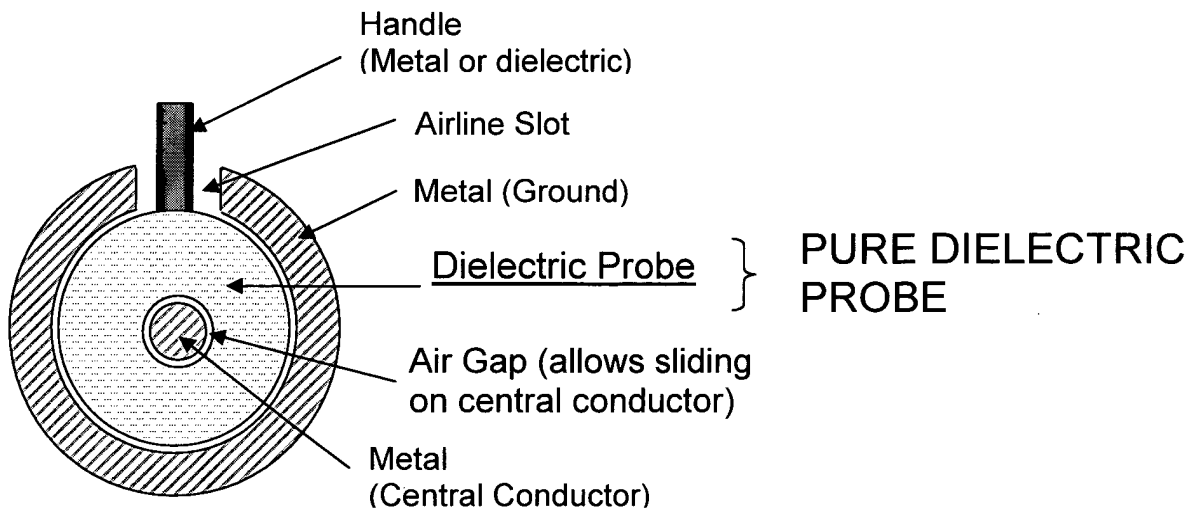 Handle
(Metal or dielectric)
Airline Slot
Metal (Ground)
Dielectric Probe
PURE DIELECTRIC
PROBE
Air Gap (allows sliding
on central conductor)
Metal
(Central Conductor)